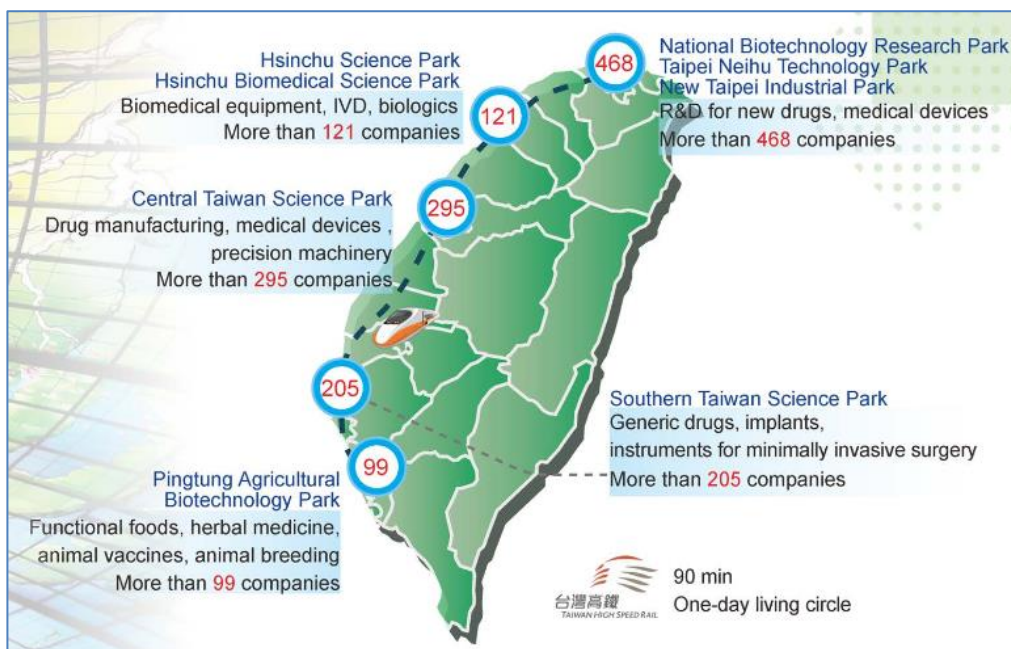 Hsinchu Science Park
Hsinchu Biomedical Science Park
Biomedical equipment, IVD, biologics
More than 121 companies
121
468
National Biotechnology Research Park
Taipei Neihu Technology Park
New Taipei Industrial Park
R&D for new drugs, medical devices
More than 468 companies
Central Taiwan Science Park
Drug manufacturing, medical devices ,
precision machinery
More than 295 companies
295
205
Southern Taiwan Science Park
Generic drugs, implants,
instruments for minimally invasive surgery
More than 205 companies
99
Pingtung Agricultural
Biotechnology Park
Functional foods, herbal medicine,
animal vaccines, animal breeding
More than 99 companies
台灣高鐵
TAIWAN HIGH SPEED RAIL
90 min
One-day living circle